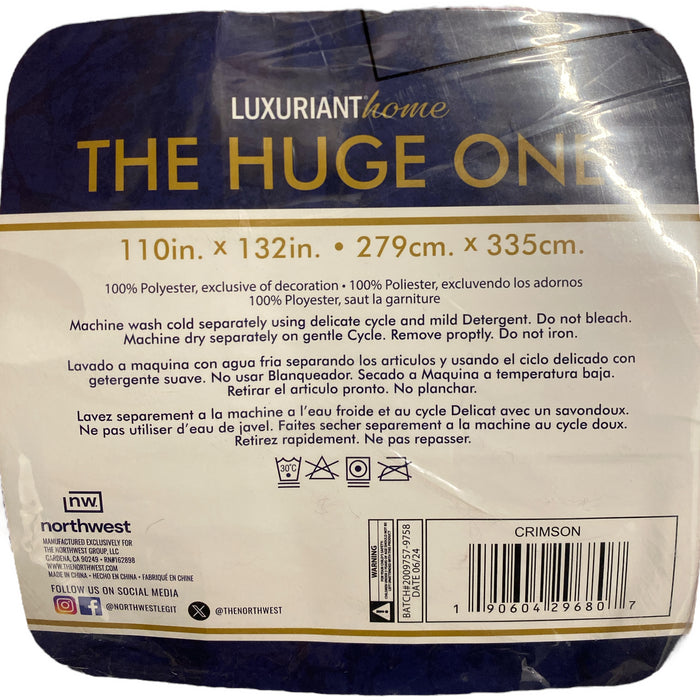 LUXURIANT home
THE HUGE ONE
110in. x 132in. • 279cm. x 335cm.
100% Polyester, exclusive of decoration • 100% Poliester, excluyendo los adornos
100% Ployester, saut la garniture
Machine wash cold separately using delicate cycle and mild Detergent. Do not bleach.
Machine dry separately on gentle Cycle. Remove proptly. Do not iron.
Lavado a maquina con agua fria separando los articulos y usando el ciclo delicado con
detergente suave. No usar Blanqueador. Secado a Maquina a temperatura baja.
Retirar el articulo pronto. No planchar.
Lavez separement a la machine a l'eau froide et au cycle Delicat avec un savondoux.
Ne pas utiliser d'eau de javel. Faites secher separement a la machine au cycle doux.
Retirez rapidement. Ne pas repasser.
30°C
nw.
northwest
MANUFACTURED EXCLUSIVELY FOR
THE NORTHWEST GROUP, LLC
GARDENA, CA 90249 • RN#162898
WWW.THENORTHWEST.COM
MADE IN CHINA • HECHO EN CHINA • FABRIQUÉ EN CHINE
FOLLOW US ON SOCIAL MEDIA
@NORTHWESTLEGIT @THENORTHWEST
WARNING
BATCH#2009757-9758
DATE 06/24
CRIMSON
1 90604 29680 7